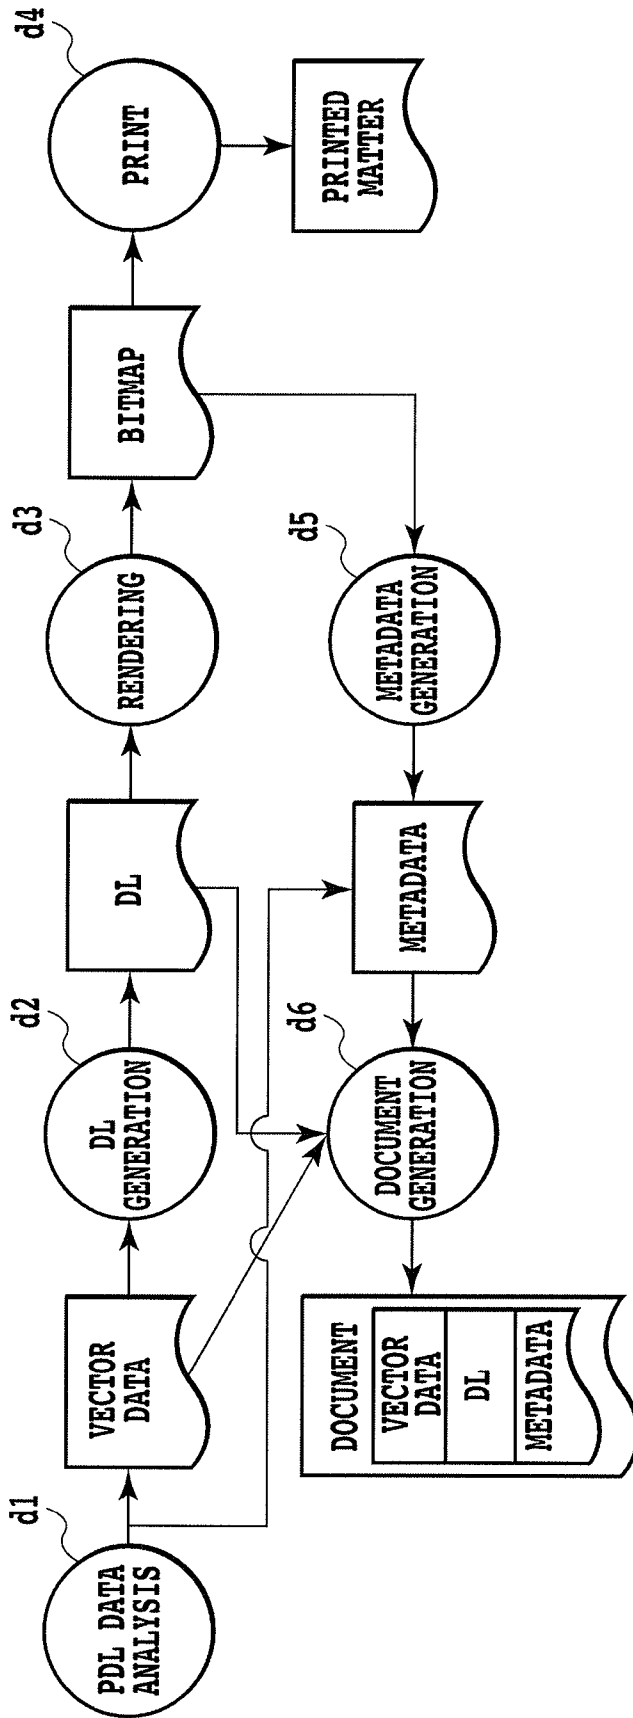 d1
PDL DATA
ANALYSIS
VECTOR
DATA
d2
DL
GENERATION
DL
d3
RENDERING
BITMAP
d4
PRINT
PRINTED
MATTER
d5
METADATA
GENERATION
METADATA
d6
DOCUMENT
GENERATION
DOCUMENT
VECTOR
DATA
DL
METADATA